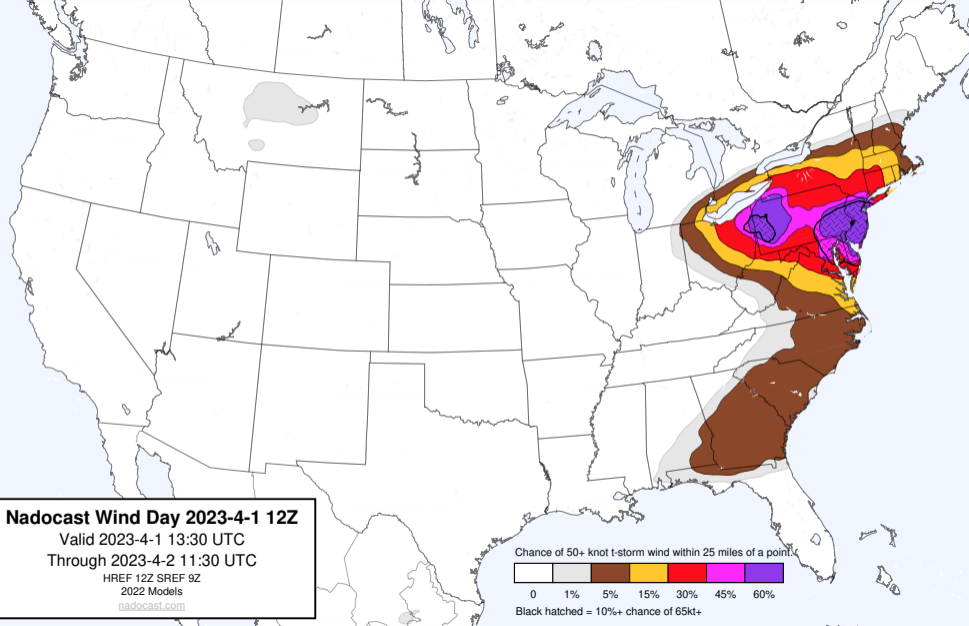 Nadocast Wind Day 2023-4-1 12Z
Valid 2023-4-1 13:30 UTC
Through 2023-4-2 11:30 UTC
HREF 12Z SREF 9Z
2022 Models
nadocast.com
Chance of 50+ knot t-storm wind within 25 miles of a point.
0 1% 5% 15% 30% 45% 60%
Black hatched = 10%+ chance of 65kt+